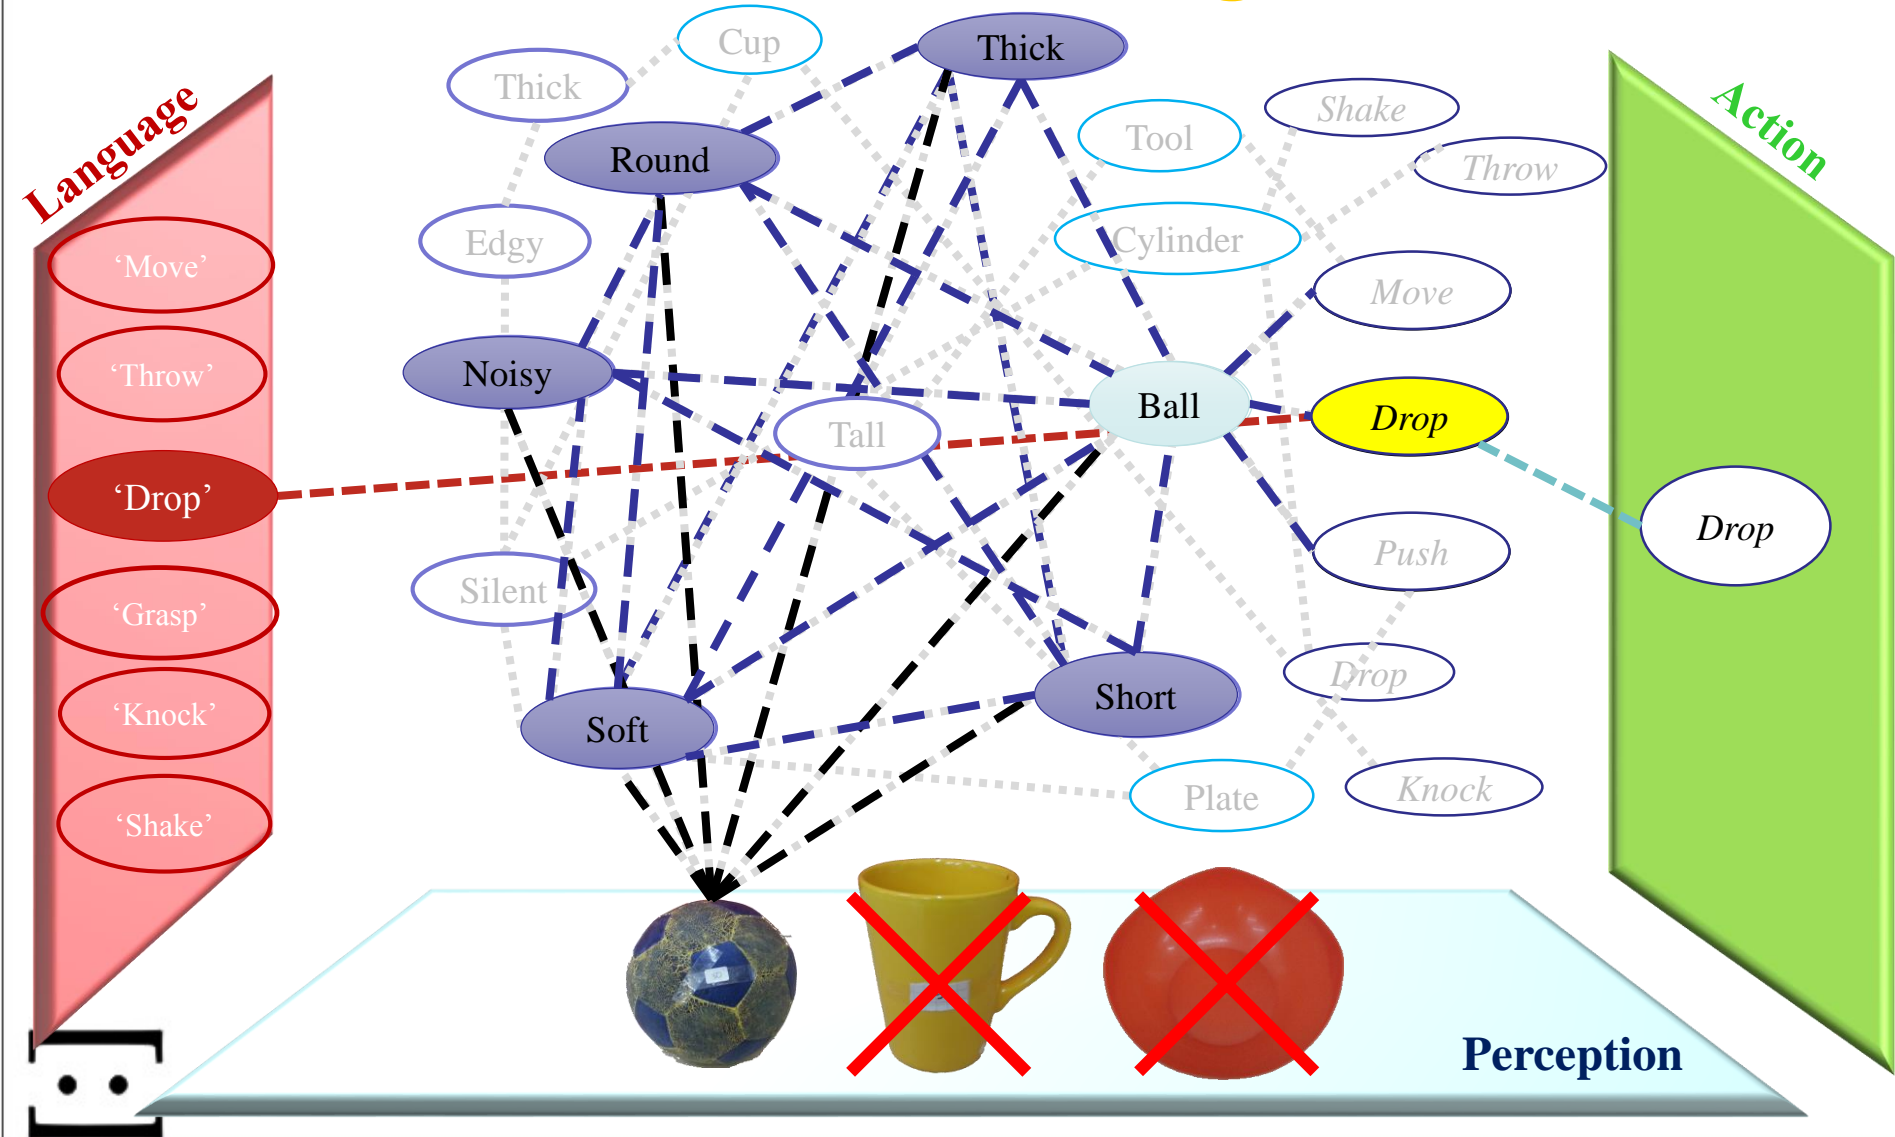 Language
‘Move’
‘Throw’
‘Drop’
‘Grasp’
‘Knock’
‘Shake’
Cup
Thick
Thick
Round
Edgy
Noisy
Silent
Soft
Tall
Tool
Cylinder
Ball
Short
Plate
Shake
Throw
Move
Drop
Push
Drop
Knock
Action
Drop
Perception